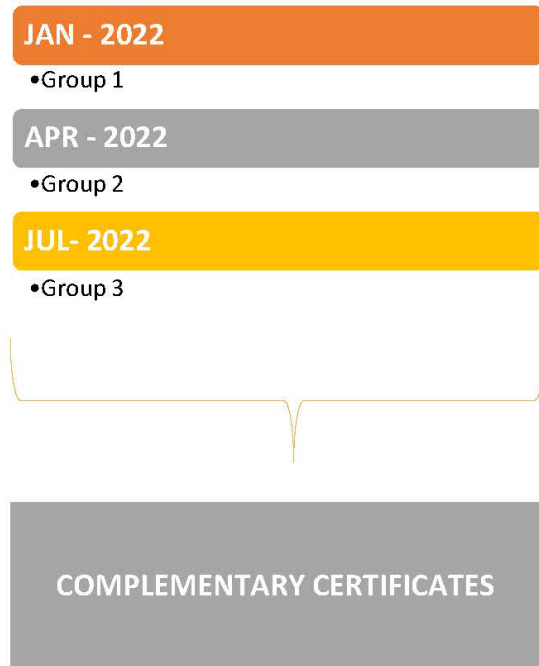 JAN - 2022
•Group 1
APR - 2022
•Group 2
JUL- 2022
•Group 3
COMPLEMENTARY CERTIFICATES